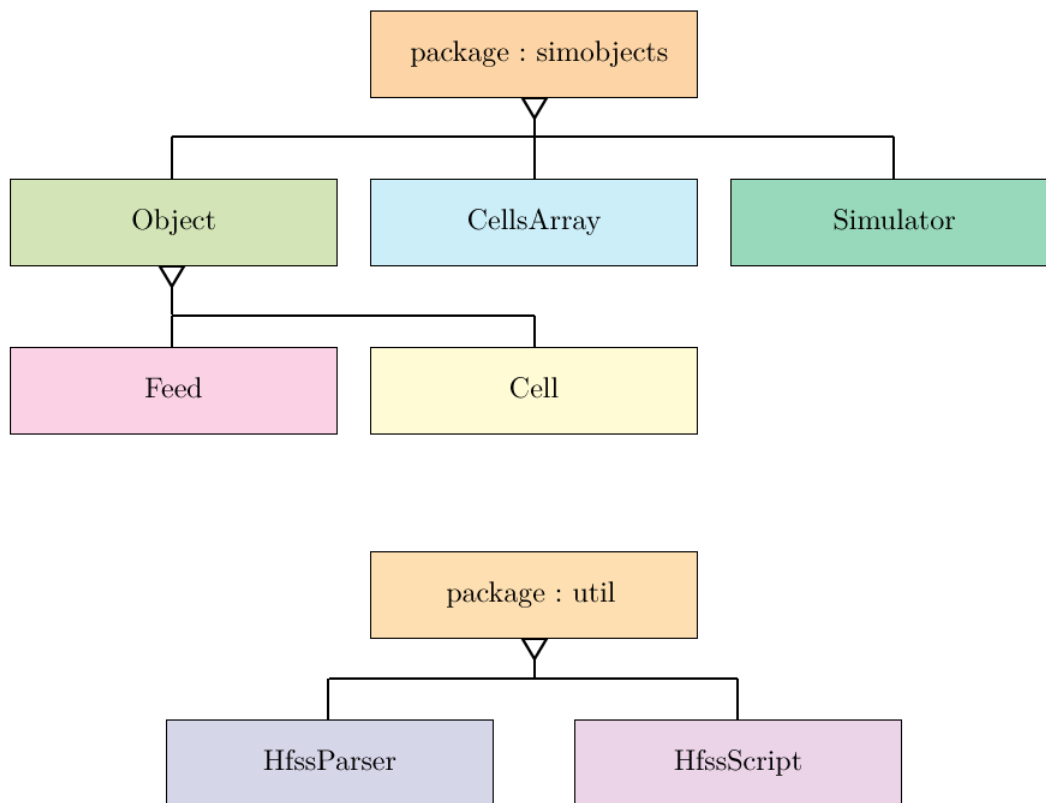 package : simobjects
Object
CellsArray
Simulator
Feed
Cell
package : util
HfssParser
HfssScript